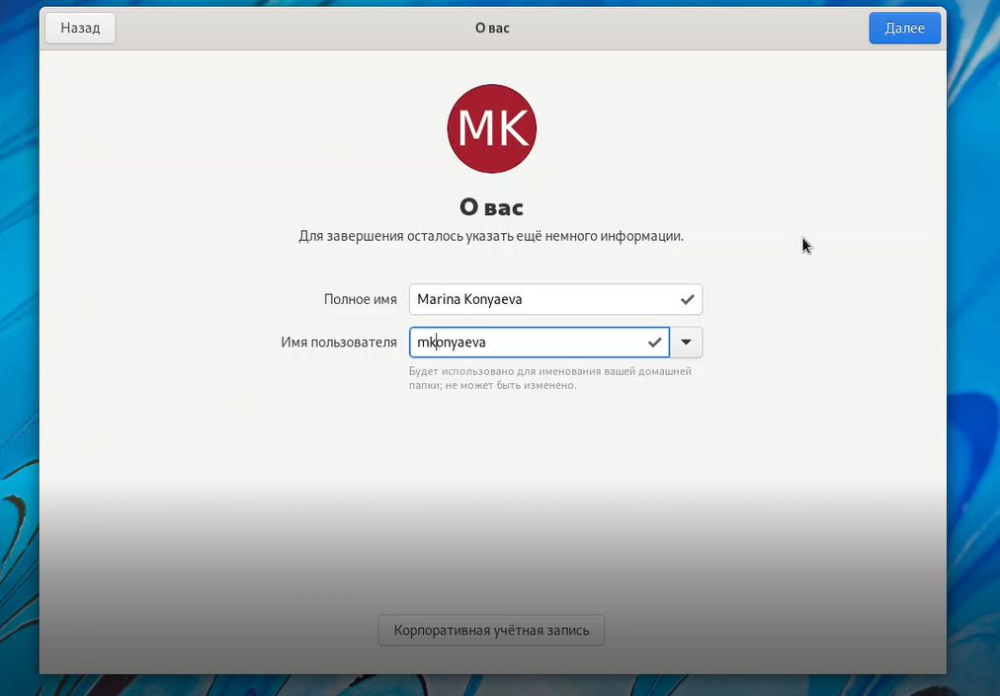 Назад
О вас
Далее
MK
О вас
Для завершения осталось указать ещё немного информации.
Полное имя
Marina Konyaeva
Имя пользователя
mkonyaeva
Будет использовано для именования вашей домашней
папки; не может быть изменено.
Корпоративная учётная запись